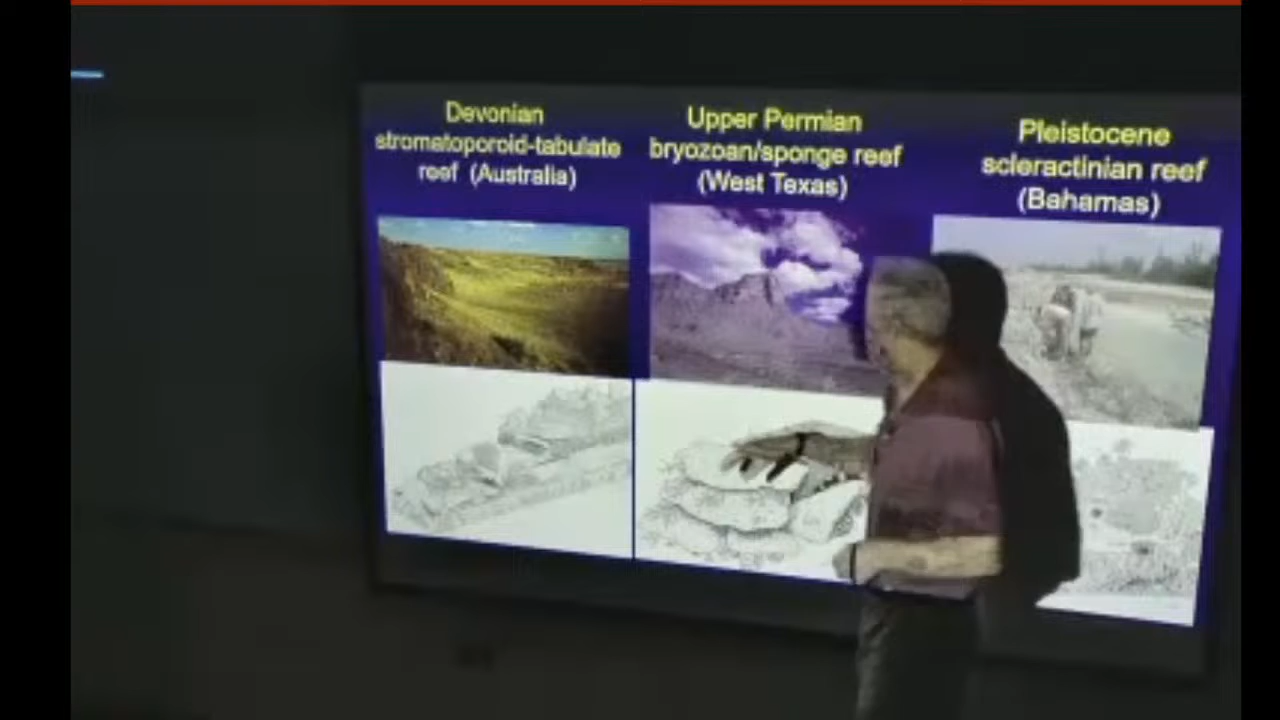 Devonian
stromatoporoid-tabulate
reef (Australia)
Upper Permian
bryozoan/sponge reef
(West Texas)
Pleistocene
scleractinian reef
(Bahamas)